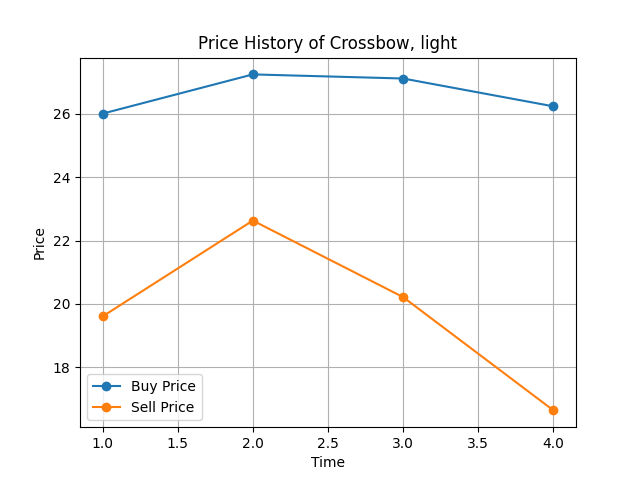 Price History of Crossbow, light
Price
26
24
22
20
18
Buy Price
Sell Price
1.0 1.5 2.0 2.5 3.0 3.5 4.0
Time